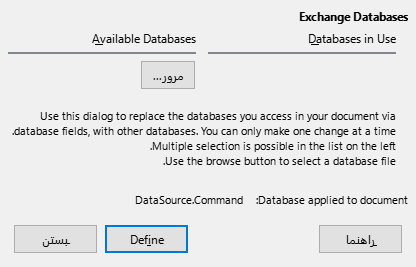 Exchange Databases
Databases in Use
Available Databases
مرور...
Use this dialog to replace the databases you access in your document via
.database fields, with other databases. You can only make one change at a time
.Multiple selection is possible in the list on the left
.Use the browse button to select a database file
:Database applied to document
DataSource.Command
راهنما
Define
بستن